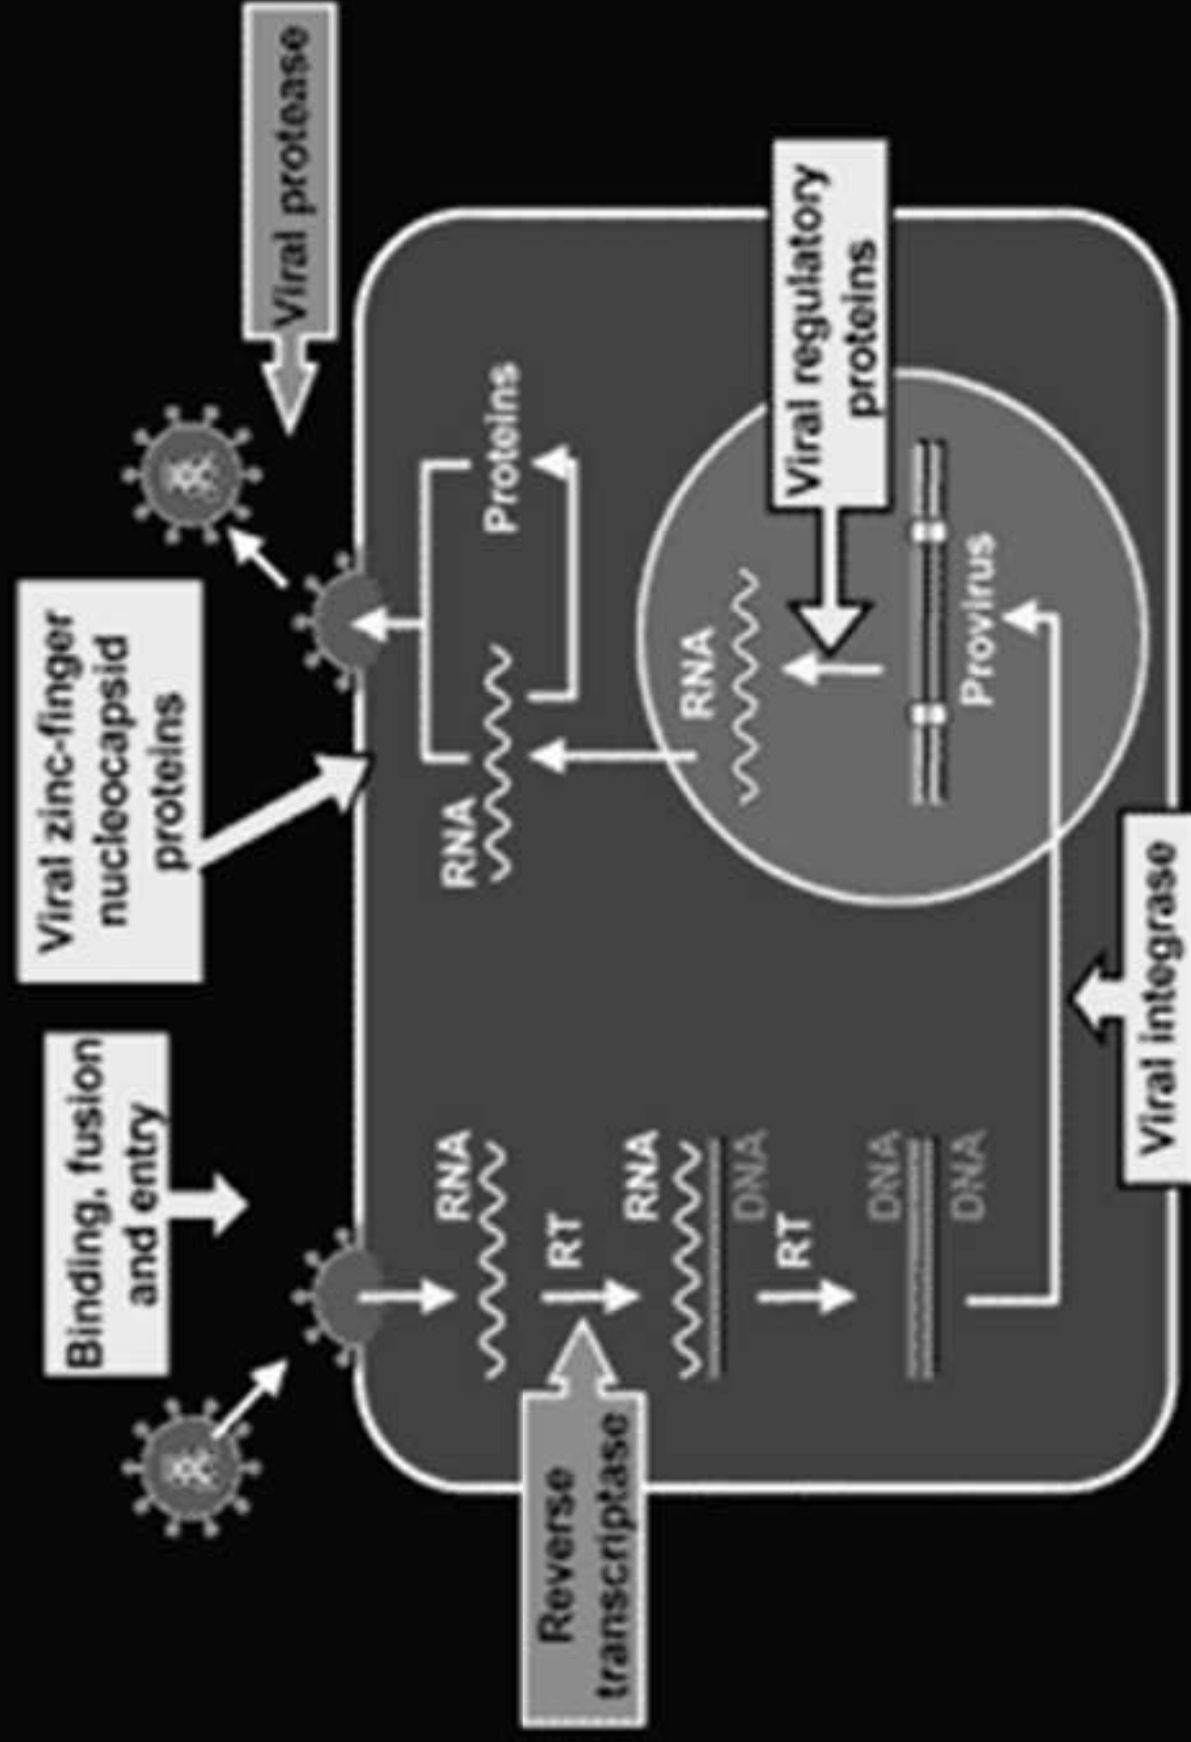 Binding, fusion
and entry
Viral zinc-finger
nucleocapsid
proteins
Viral protease
Reverse
transcriptase
RNA
RT
RNA
DNA
RT
DNA
DNA
RNA
Proteins
RNA
Viral regulatory
proteins
Provirus
Viral integrase